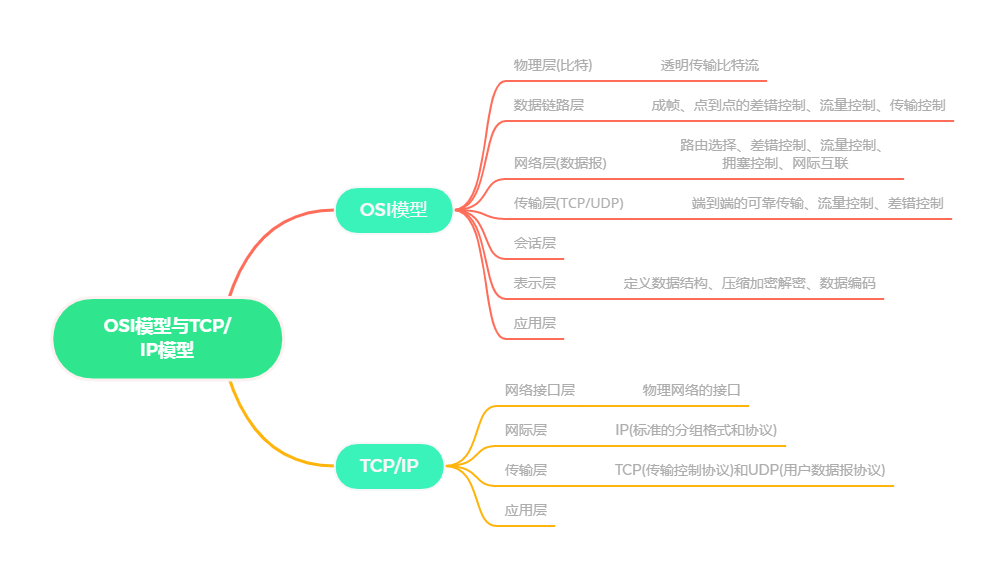 物理层(比特) 透明传输比特流
数据链路层 成帧、点到点的差错控制、流量控制、传输控制
网络层(数据报) 路由选择、差错控制、流量控制、
拥塞控制、网际互联
传输层(TCP/UDP) 端到端的可靠传输、流量控制、差错控制
OSI模型
会话层
表示层 定义数据结构、压缩加密解密、数据编码
应用层
OSI模型与TCP/
IP模型
网络接口层 物理网络的接口
网际层 IP(标准的分组格式和协议)
TCP/IP
传输层 TCP(传输控制协议)和UDP(用户数据报协议)
应用层